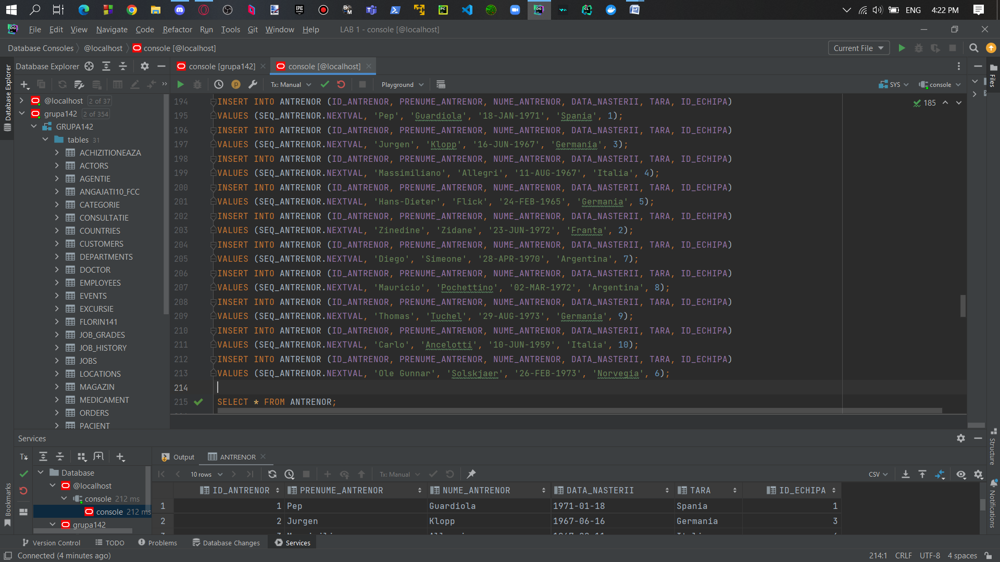 ENG
4:22 PM
File Edit View Navigate Code Refactor Run Tools Git Window Help LAB 1 - console [@localhost]
Database Consoles @localhost console [@localhost]
Current File
Database Explorer
Database Explorer
console [grupa142]
console [@localhost]
Files
Tx: Manual
Playground
SYS
console
@localhost 2 of 37
grupa142 2 of 354
GRUPA142
tables 31
ACHIZITIONEAZA
ACTORS
AGENTIE
ANGAJATI10_FCC
CATEGORIE
CONSULTATIE
COUNTRIES
CUSTOMERS
DEPARTMENTS
DOCTOR
EMPLOYEES
EVENTS
EXCURSIE
FLORIN141
JOB_GRADES
JOB_HISTORY
JOBS
LOCATIONS
MAGAZIN
MEDICAMENT
ORDERS
PACIENT
185
194 INSERT INTO ANTRENOR (ID_ANTRENOR, PRENUME_ANTRENOR, NUME_ANTRENOR, DATA_NASTERII, TARA, ID_ECHIPA)
195 VALUES (SEQ_ANTRENOR.NEXTVAL, 'Pep', 'Guardiola', '18-JAN-1971', 'Spania', 1);
196 INSERT INTO ANTRENOR (ID_ANTRENOR, PRENUME_ANTRENOR, NUME_ANTRENOR, DATA_NASTERII, TARA, ID_ECHIPA)
197 VALUES (SEQ_ANTRENOR.NEXTVAL, 'Jurgen', 'Klopp', '16-JUN-1967', 'Germania', 3);
198 INSERT INTO ANTRENOR (ID_ANTRENOR, PRENUME_ANTRENOR, NUME_ANTRENOR, DATA_NASTERII, TARA, ID_ECHIPA)
199 VALUES (SEQ_ANTRENOR.NEXTVAL, 'Massimiliano', 'Allegri', '11-AUG-1967', 'Italia', 4);
200 INSERT INTO ANTRENOR (ID_ANTRENOR, PRENUME_ANTRENOR, NUME_ANTRENOR, DATA_NASTERII, TARA, ID_ECHIPA)
201 VALUES (SEQ_ANTRENOR.NEXTVAL, 'Hans-Dieter', 'Flick', '24-FEB-1965', 'Germania', 5);
202 INSERT INTO ANTRENOR (ID_ANTRENOR, PRENUME_ANTRENOR, NUME_ANTRENOR, DATA_NASTERII, TARA, ID_ECHIPA)
203 VALUES (SEQ_ANTRENOR.NEXTVAL, 'Zinedine', 'Zidane', '23-JUN-1972', 'Franta', 2);
204 INSERT INTO ANTRENOR (ID_ANTRENOR, PRENUME_ANTRENOR, NUME_ANTRENOR, DATA_NASTERII, TARA, ID_ECHIPA)
205 VALUES (SEQ_ANTRENOR.NEXTVAL, 'Diego', 'Simeone', '28-APR-1970', 'Argentina', 7);
206 INSERT INTO ANTRENOR (ID_ANTRENOR, PRENUME_ANTRENOR, NUME_ANTRENOR, DATA_NASTERII, TARA, ID_ECHIPA)
207 VALUES (SEQ_ANTRENOR.NEXTVAL, 'Mauricio', 'Pochettino', '02-MAR-1972', 'Argentina', 8);
208 INSERT INTO ANTRENOR (ID_ANTRENOR, PRENUME_ANTRENOR, NUME_ANTRENOR, DATA_NASTERII, TARA, ID_ECHIPA)
209 VALUES (SEQ_ANTRENOR.NEXTVAL, 'Thomas', 'Tuchel', '29-AUG-1973', 'Germania', 9);
210 INSERT INTO ANTRENOR (ID_ANTRENOR, PRENUME_ANTRENOR, NUME_ANTRENOR, DATA_NASTERII, TARA, ID_ECHIPA)
211 VALUES (SEQ_ANTRENOR.NEXTVAL, 'Carlo', 'Ancelotti', '10-JUN-1959', 'Italia', 10);
212 INSERT INTO ANTRENOR (ID_ANTRENOR, PRENUME_ANTRENOR, NUME_ANTRENOR, DATA_NASTERII, TARA, ID_ECHIPA)
213 VALUES (SEQ_ANTRENOR.NEXTVAL, 'Ole Gunnar', 'Solskjaer', '26-FEB-1973', 'Norvegia', 6);
214
215 SELECT * FROM ANTRENOR;
Services
Structure
Tx
Database
@localhost
console 212 ms
console 212 ms
grupa142
Output
ANTRENOR
10 rows
Tx: Manual
CSV
ID_ANTRENOR PRENUME_ANTRENOR NUME_ANTRENOR DATA_NASTERII TARA ID_ECHIPA
1 1 Pep Guardiola 1971-01-18 Spania 1
2 2 Jurgen Klopp 1967-06-16 Germania 3
Bookmarks
Notifications
Version Control TODO Problems Database Changes Services
Connected (4 minutes ago)
214:1 CRLF UTF-8 4 spaces